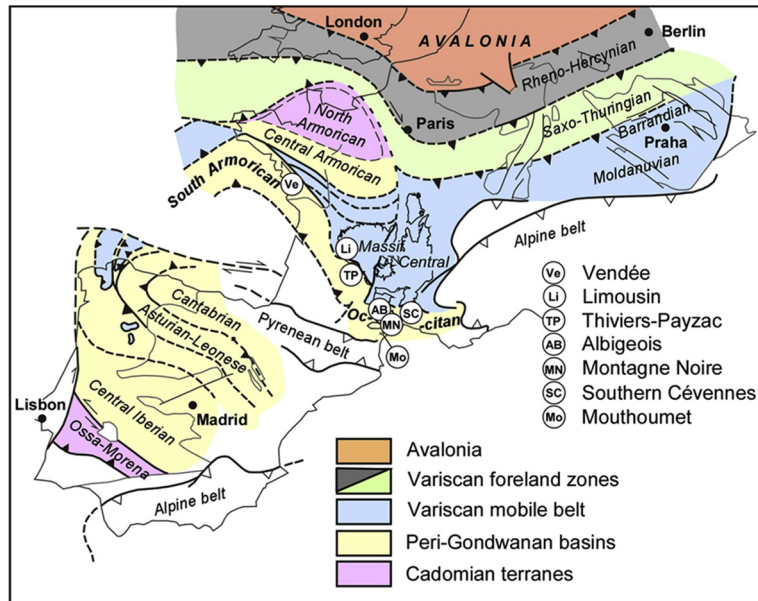 London
AVALONIA
Berlin
Rheno-Hercynian
North
Armorican
Paris
Saxo-Thuringian
Barrandian
Praha
Central Armorican
Moldanuvian
South Armorican
Ve
Alpine belt
Li
Massif
Central
TP
Oc-
AB
SC
-citan
MN
Mo
Cantabrian
Asturian-Leonese
Pyrenean belt
Central Iberian
Madrid
Lisbon
Ossa-Morena
Alpine belt
Ve Vendée
Li Limousin
TP Thiviers-Payzac
AB Albigeois
MN Montagne Noire
SC Southern Cévennes
Mo Mouthoumet
Avalonia
Variscan foreland zones
Variscan mobile belt
Peri-Gondwanan basins
Cadomian terranes